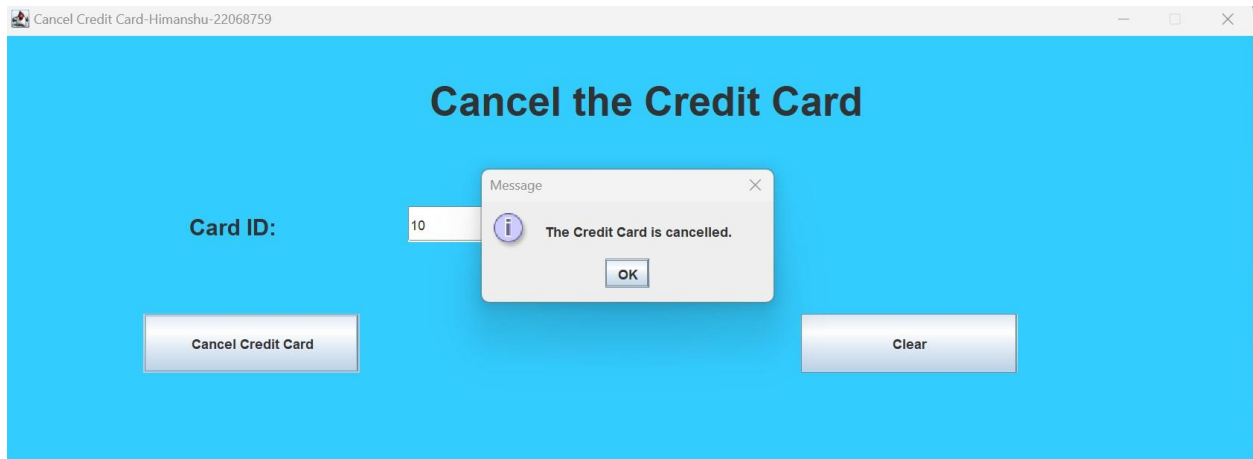 Cancel Credit Card-Himanshu-22068759
Cancel the Credit Card
Message
Card ID:
10
i
The Credit Card is cancelled.
OK
Cancel Credit Card
Clear